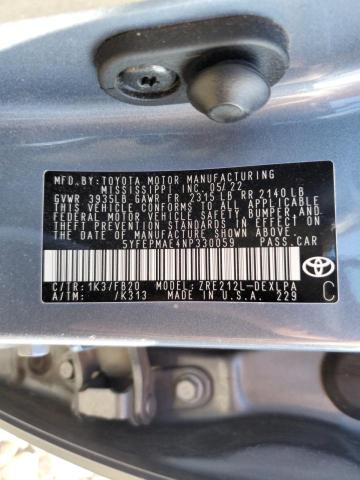 MFD. BY: TOYOTA MOTOR MANUFACTURING
MISSISSIPPI INC. 05/22
GVWR 3935LB GAWR FR 2315 LB RR 2140 LB
THIS VEHICLE CONFORMS TO ALL APPLICABLE
FEDERAL MOTOR VEHICLE SAFETY, BUMPER, AND
THEFT PREVENTION STANDARDS IN EFFECT ON
THE DATE OF MANUFACTURE SHOWN ABOVE.
5YFEPMAE4NP330059 PASS.CAR
C/TR: 1K3/FB20 MODEL: ZRE212L-DEXLPA
A/TM: /K313 MADE IN U.S.A. 229
TOYOTA
C